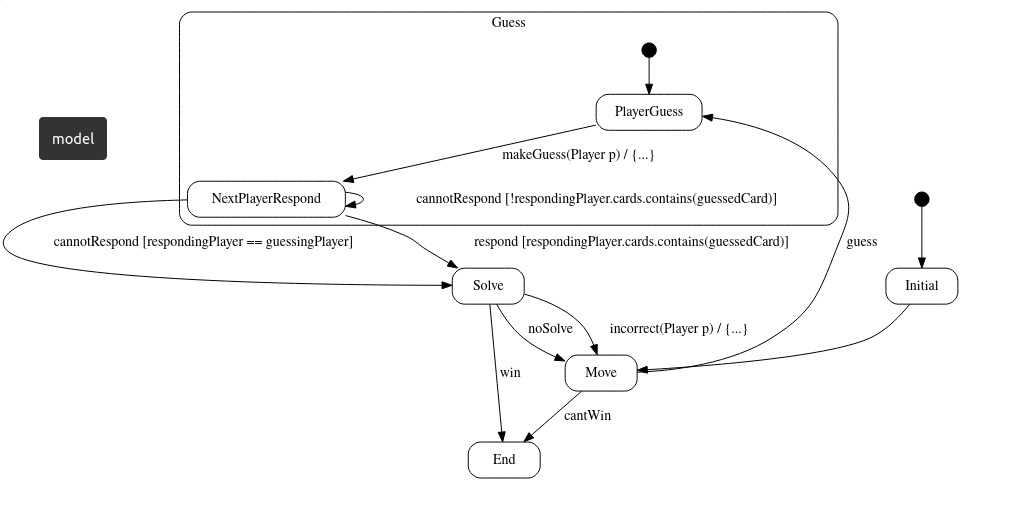 Guess
PlayerGuess
model
makeGuess(Player p) / {...}
NextPlayerRespond
cannotRespond [!respondingPlayer.cards.contains(guessedCard)]
cannotRespond [respondingPlayer == guessingPlayer]
respond [respondingPlayer.cards.contains(guessedCard)]
guess
Solve
Initial
noSolve
incorrect(Player p) / {...}
win
Move
cantWin
End